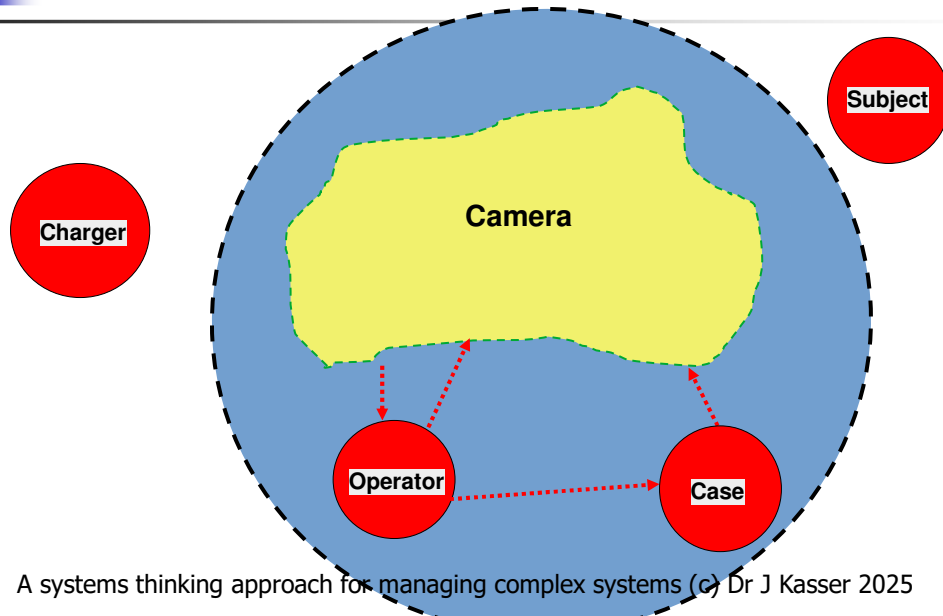 Subject
Charger
Camera
Operator
Case
A systems thinking approach for managing complex systems (c) Dr J Kasser 2025